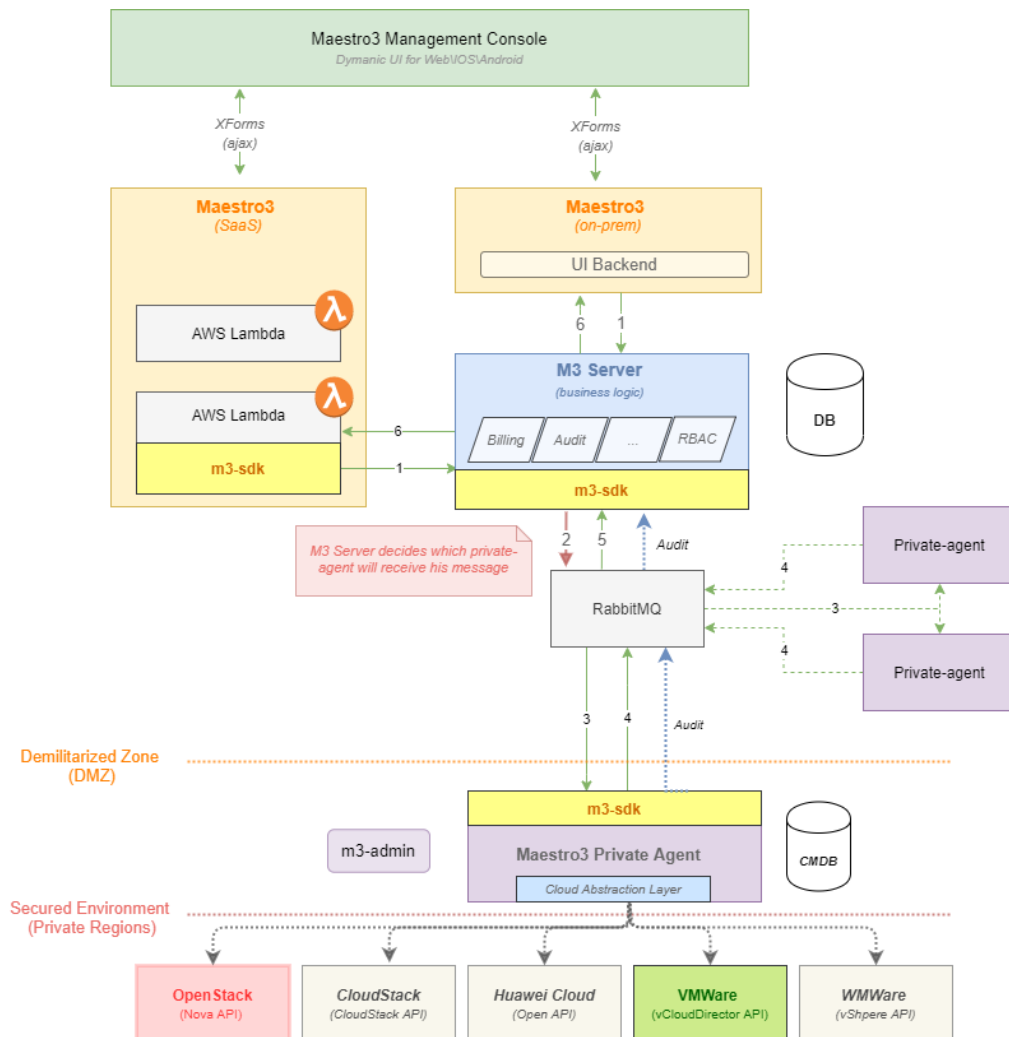 Maestro3 Management Console
Dymanic UI for Web\IOS\Android
XForms
(ajax)
XForms
(ajax)
Maestro3
(SaaS)
Maestro3
(on-prem)
UI Backend
AWS Lambda
6
1
M3 Server
(business logic)
AWS Lambda
6
Billing
Audit
...
RBAC
DB
m3-sdk
1
m3-sdk
M3 Server decides which private-
agent will receive his message
2
5
Audit
Private-agent
4
RabbitMQ
3
4
Private-agent
3
4
Audit
Demilitarized Zone
(DMZ)
m3-sdk
m3-admin
Maestro3 Private Agent
CMDB
Cloud Abstraction Layer
Secured Environment
(Private Regions)
OpenStack
(Nova API)
CloudStack
(CloudStack API)
Huawei Cloud
(Open API)
VMWare
(vCloudDirector API)
WMWare
(vShpere API)